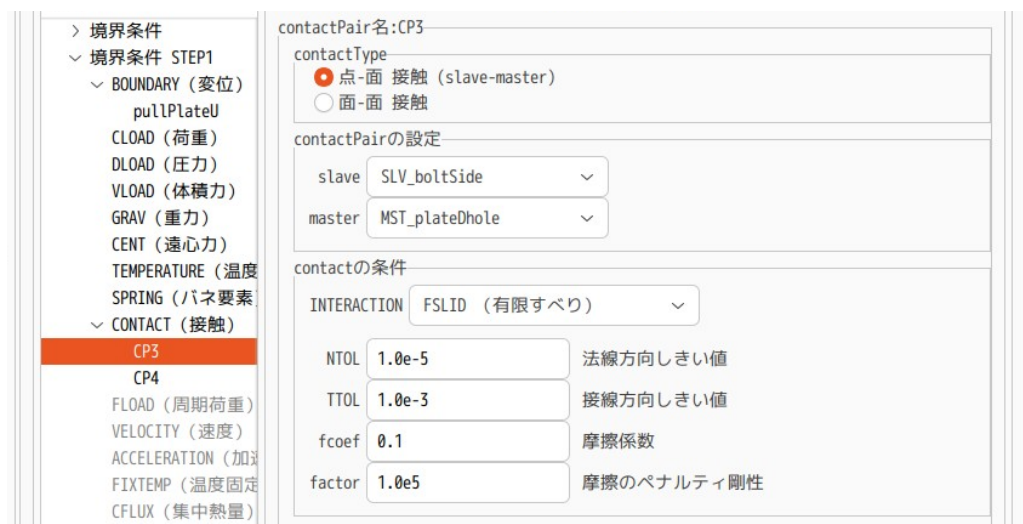 境界条件
境界条件 STEP1
BOUNDARY (変位)
pullPlateU
CLOAD (荷重)
DLOAD (圧力)
VLOAD (体積力)
GRAV (重力)
CENT (遠心力)
TEMPERATURE (温度
SPRING (バネ要素
CONTACT (接触)
CP3
CP4
FLOAD (周期荷重)
VELOCITY (速度)
ACCELERATION (加速
FIXTEMP (温度固定
CFLUX (集中熱量)
contactPair名:CP3
contactType
点-面 接触 (slave-master)
面-面 接触
contactPairの設定
slave SLV_boltSide
master MST_plateDhole
contactの条件
INTERACTION FSLID (有限すべり)
NTOL 1.0e-5 法線方向しきい値
TTOL 1.0e-3 接線方向しきい値
fcoef 0.1 摩擦係数
factor 1.0e5 摩擦のペナルティ剛性